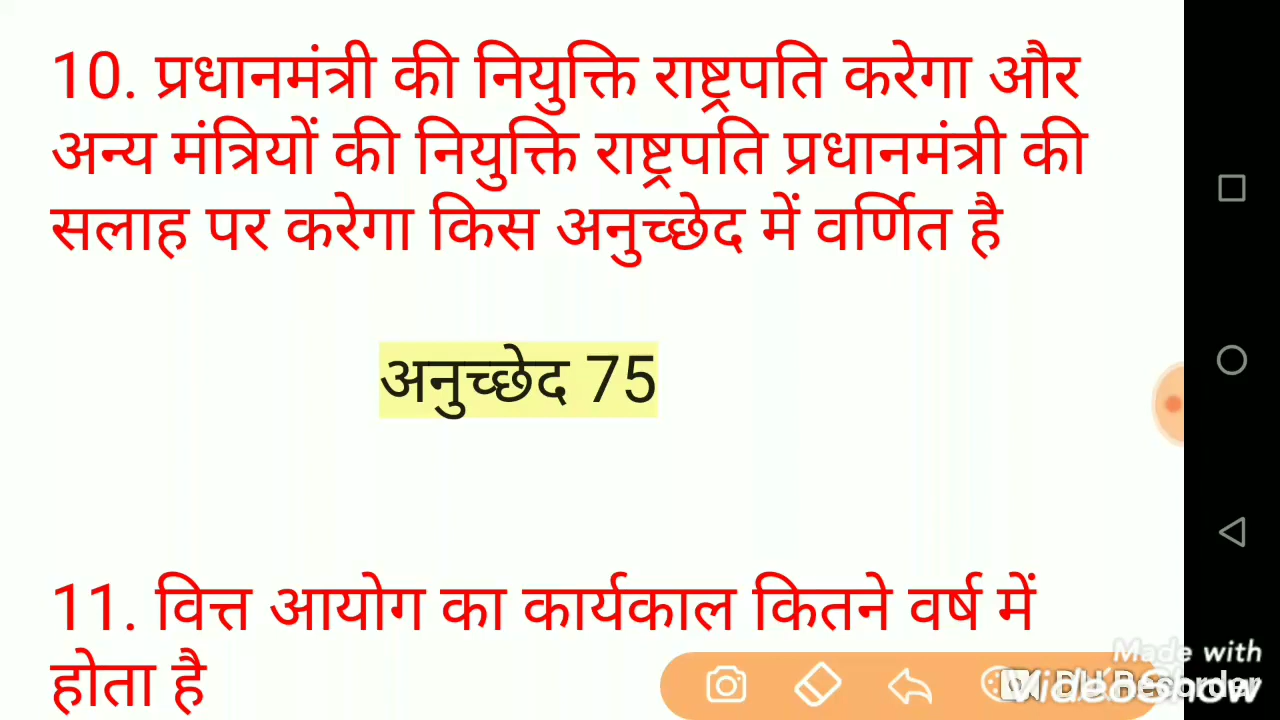 10. प्रधानमंत्री की नियुक्ति राष्ट्रपति करेगा और
अन्य मंत्रियों की नियुक्ति राष्ट्रपति प्रधानमंत्री की
सलाह पर करेगा किस अनुच्छेद में वर्णित है
अनुच्छेद 75
11. वित्त आयोग का कार्यकाल कितने वर्ष में
होता है
Made with
VideoShow